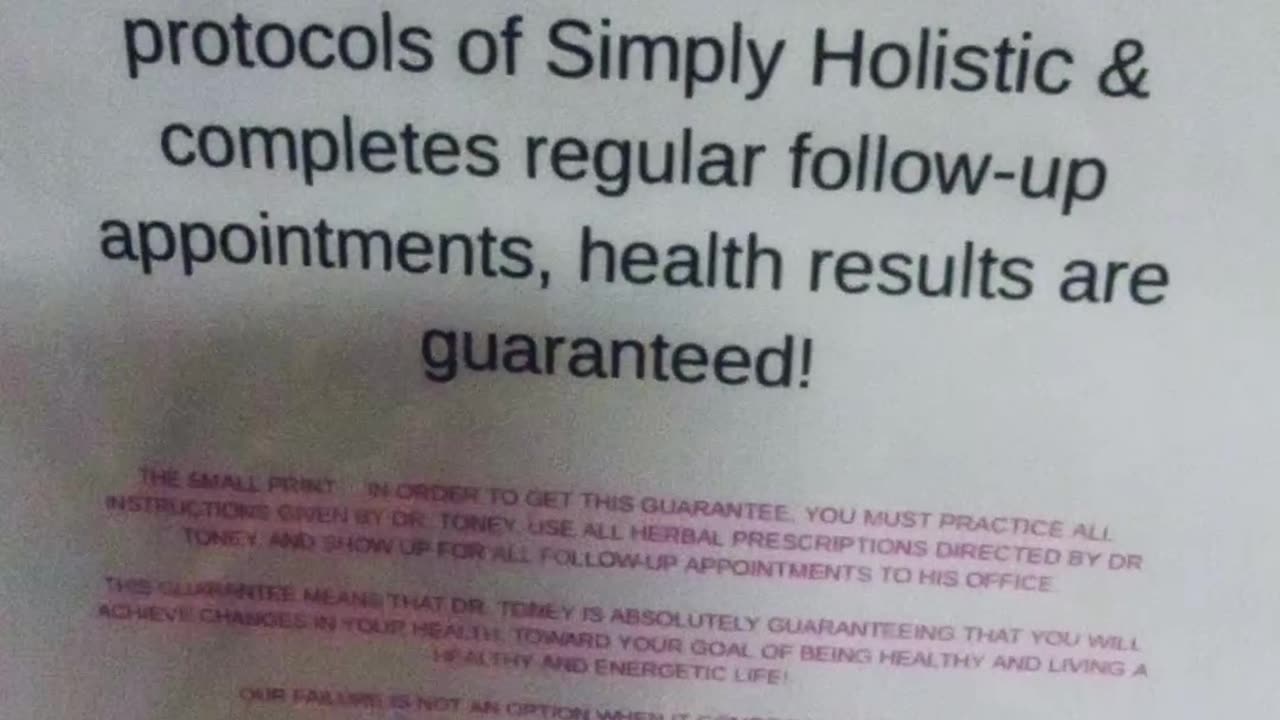 protocols of Simply Holistic &
completes regular follow-up
appointments, health results are
guaranteed!
THE SMALL PRINT: IN ORDER TO GET THIS GUARANTEE, YOU MUST PRACTICE ALL
INSTRUCTIONS GIVEN BY DR. TONEY, USE ALL HERBAL PRESCRIPTIONS DIRECTED BY DR
TONEY, AND SHOW UP FOR ALL FOLLOW-UP APPOINTMENTS TO HIS OFFICE.
THIS GUARANTEE MEANS THAT DR. TONEY IS ABSOLUTELY GUARANTEEING THAT YOU WILL
ACHIEVE CHANGES IN YOUR HEALTH, TOWARD YOUR GOAL OF BEING HEALTHY AND LIVING A
HEALTHY AND ENERGETIC LIFE!
OUR FAILURE IS NOT AN OPTION WHEN IT